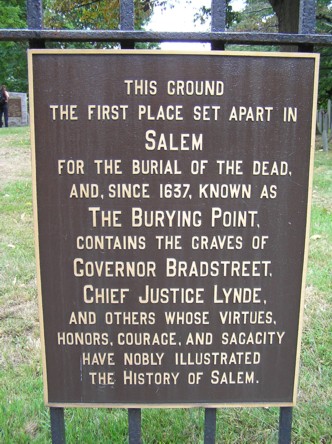 THIS GROUND
THE FIRST PLACE SET APART IN
SALEM
FOR THE BURIAL OF THE DEAD,
AND, SINCE 1637, KNOWN AS
THE BURYING POINT,
CONTAINS THE GRAVES OF
GOVERNOR BRADSTREET,
CHIEF JUSTICE LYNDE,
AND OTHERS WHOSE VIRTUES,
HONORS, COURAGE, AND SAGACITY
HAVE NOBLY ILLUSTRATED
THE HISTORY OF SALEM.